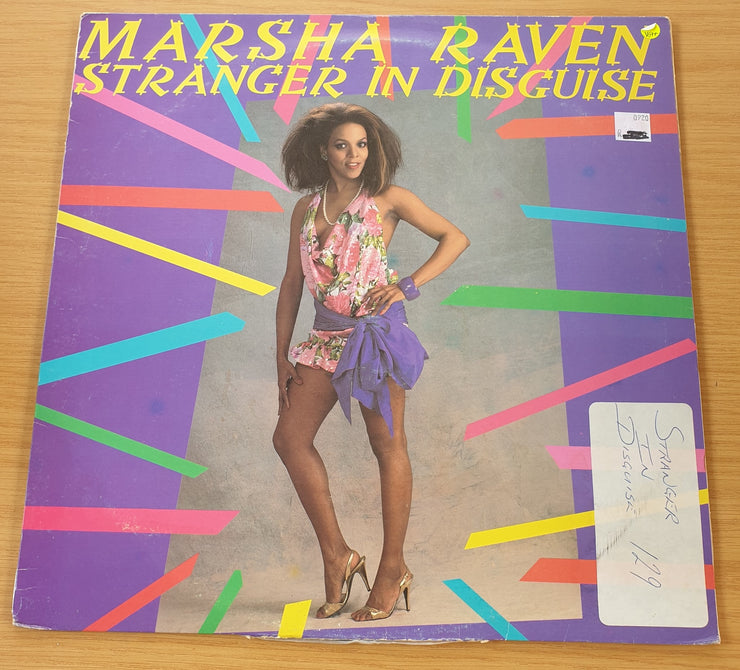 MARSHA RAVEN
STRANGER IN DISGUISE
0720
R
STRANGER
IN
DISGUISE
129